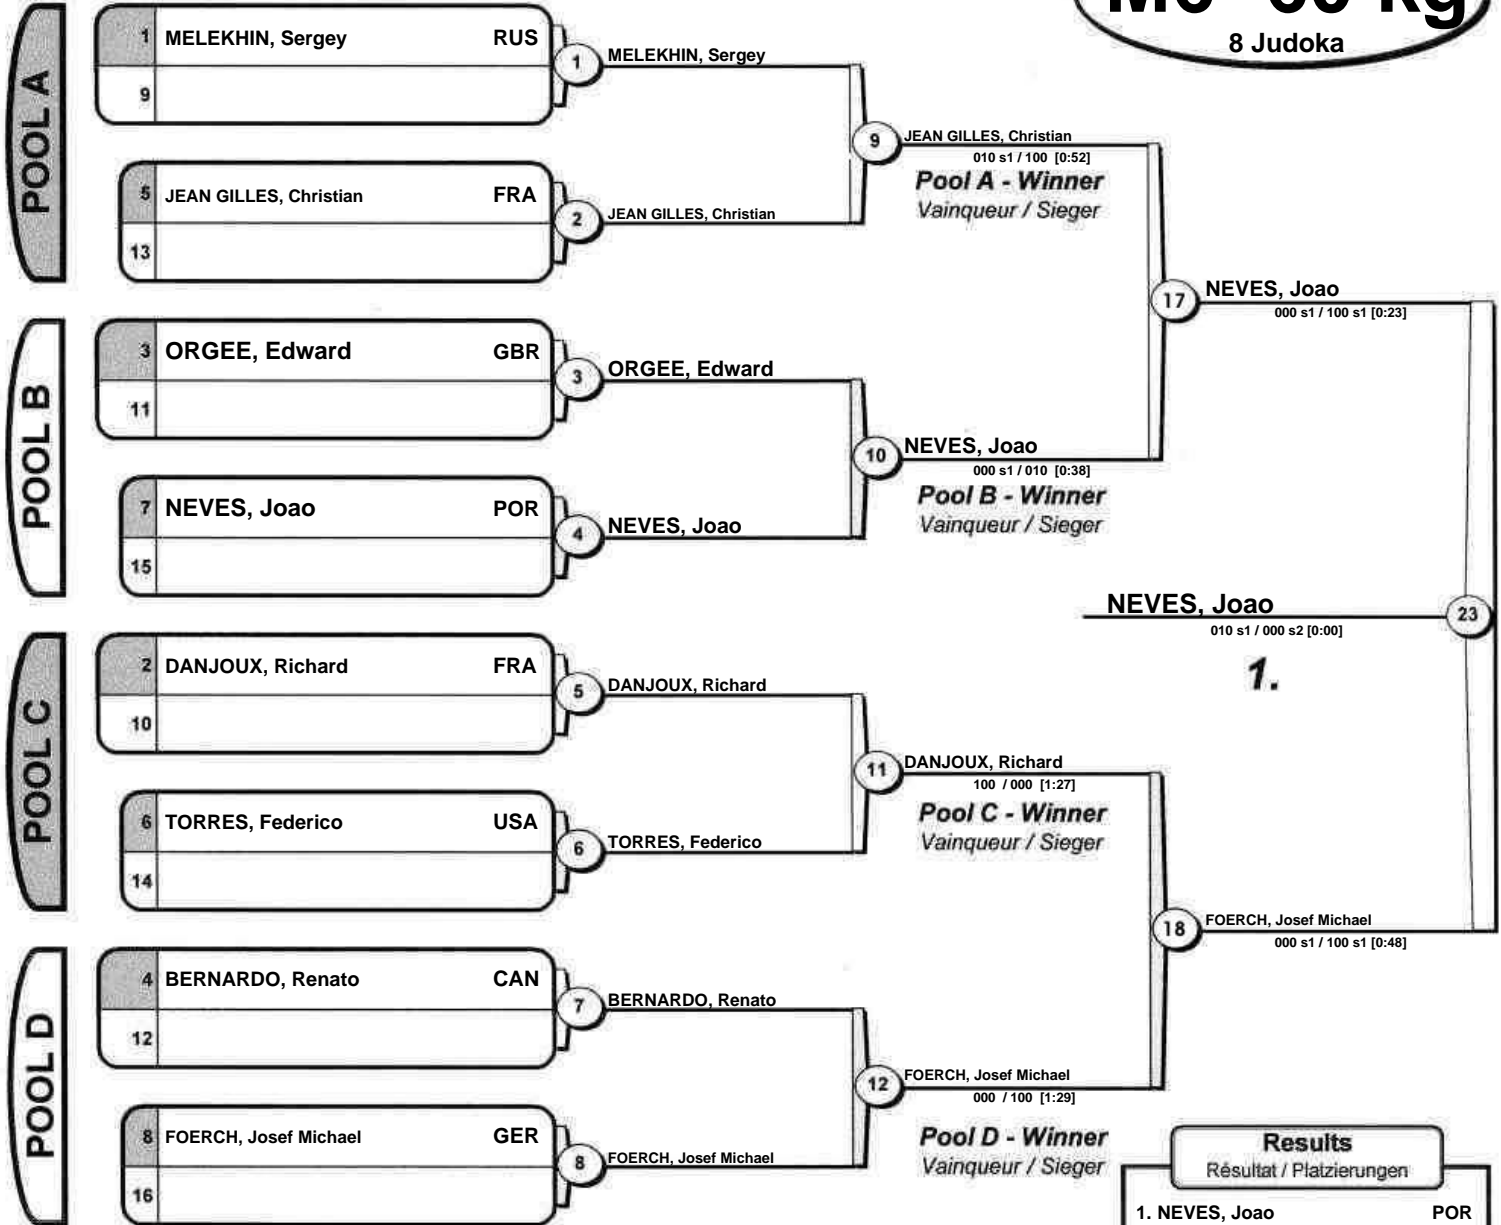 M6 -66 kg
8 Judoka
POOL A
1 MELEKHIN, Sergey RUS
9
1 MELEKHIN, Sergey
5 JEAN GILLES, Christian FRA
13
2 JEAN GILLES, Christian
9 JEAN GILLES, Christian
010 s1 / 100 [0:52]
Pool A - Winner
Vainqueur / Sieger
POOL B
3 ORGEE, Edward GBR
11
3 ORGEE, Edward
7 NEVES, Joao POR
15
4 NEVES, Joao
10 NEVES, Joao
000 s1 / 010 [0:38]
Pool B - Winner
Vainqueur / Sieger
17 NEVES, Joao
000 s1 / 100 s1 [0:23]
NEVES, Joao 23
010 s1 / 000 s2 [0:00]
1.
POOL C
2 DANJOUX, Richard FRA
10
5 DANJOUX, Richard
6 TORRES, Federico USA
14
6 TORRES, Federico
11 DANJOUX, Richard
100 / 000 [1:27]
Pool C - Winner
Vainqueur / Sieger
18 FOERCH, Josef Michael
000 s1 / 100 s1 [0:48]
POOL D
4 BERNARDO, Renato CAN
12
7 BERNARDO, Renato
8 FOERCH, Josef Michael GER
16
8 FOERCH, Josef Michael
12 FOERCH, Josef Michael
000 / 100 [1:29]
Pool D - Winner
Vainqueur / Sieger
Results
Résultat / Platzierungen
1. NEVES, Joao POR